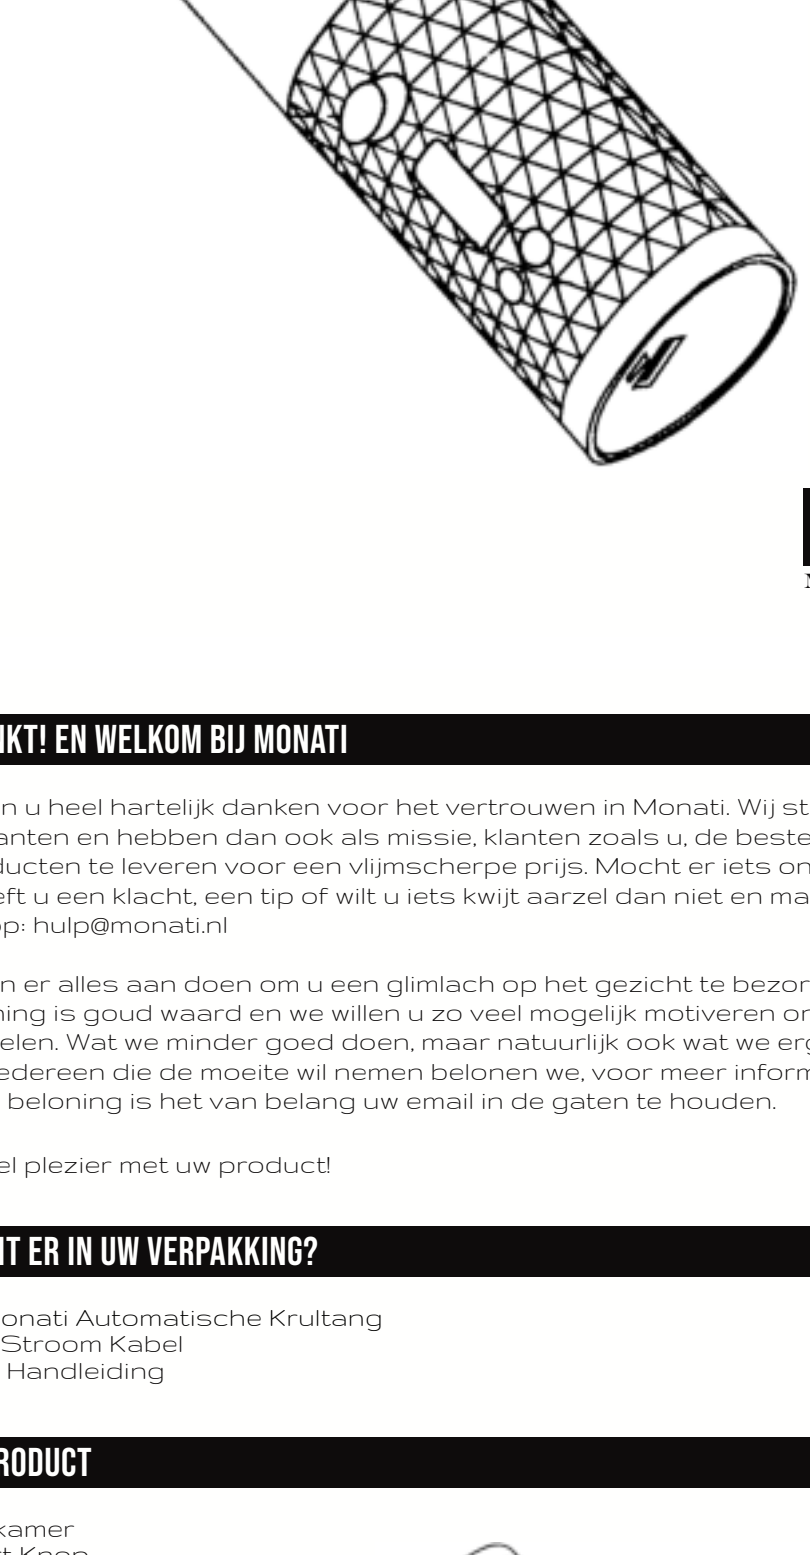 NKT! EN WELKOM BIJ MONATI
n u heel hartelijk danken voor het vertrouwen in Monati. Wij st
anten en hebben dan ook als missie, klanten zoals u, de beste
ducten te leveren voor een vlijmscherpe prijs. Mocht er iets on
eft u een klacht, een tip of wilt u iets kwijt aarzel dan niet en ma
op: hulp@monati.nl
n er alles aan doen om u een glimlach op het gezicht te bezor
ning is goud waard en we willen u zo veel mogelijk motiveren om
elen. Wat we minder goed doen, maar natuurlijk ook wat we erg
edereen die de moeite wil nemen belonen we, voor meer inform
beloning is het van belang uw email in de gaten te houden.
el plezier met uw product!
IT ER IN UW VERPAKKING?
onati Automatische Krultang
Stroom Kabel
Handleiding
RODUCT
kamer